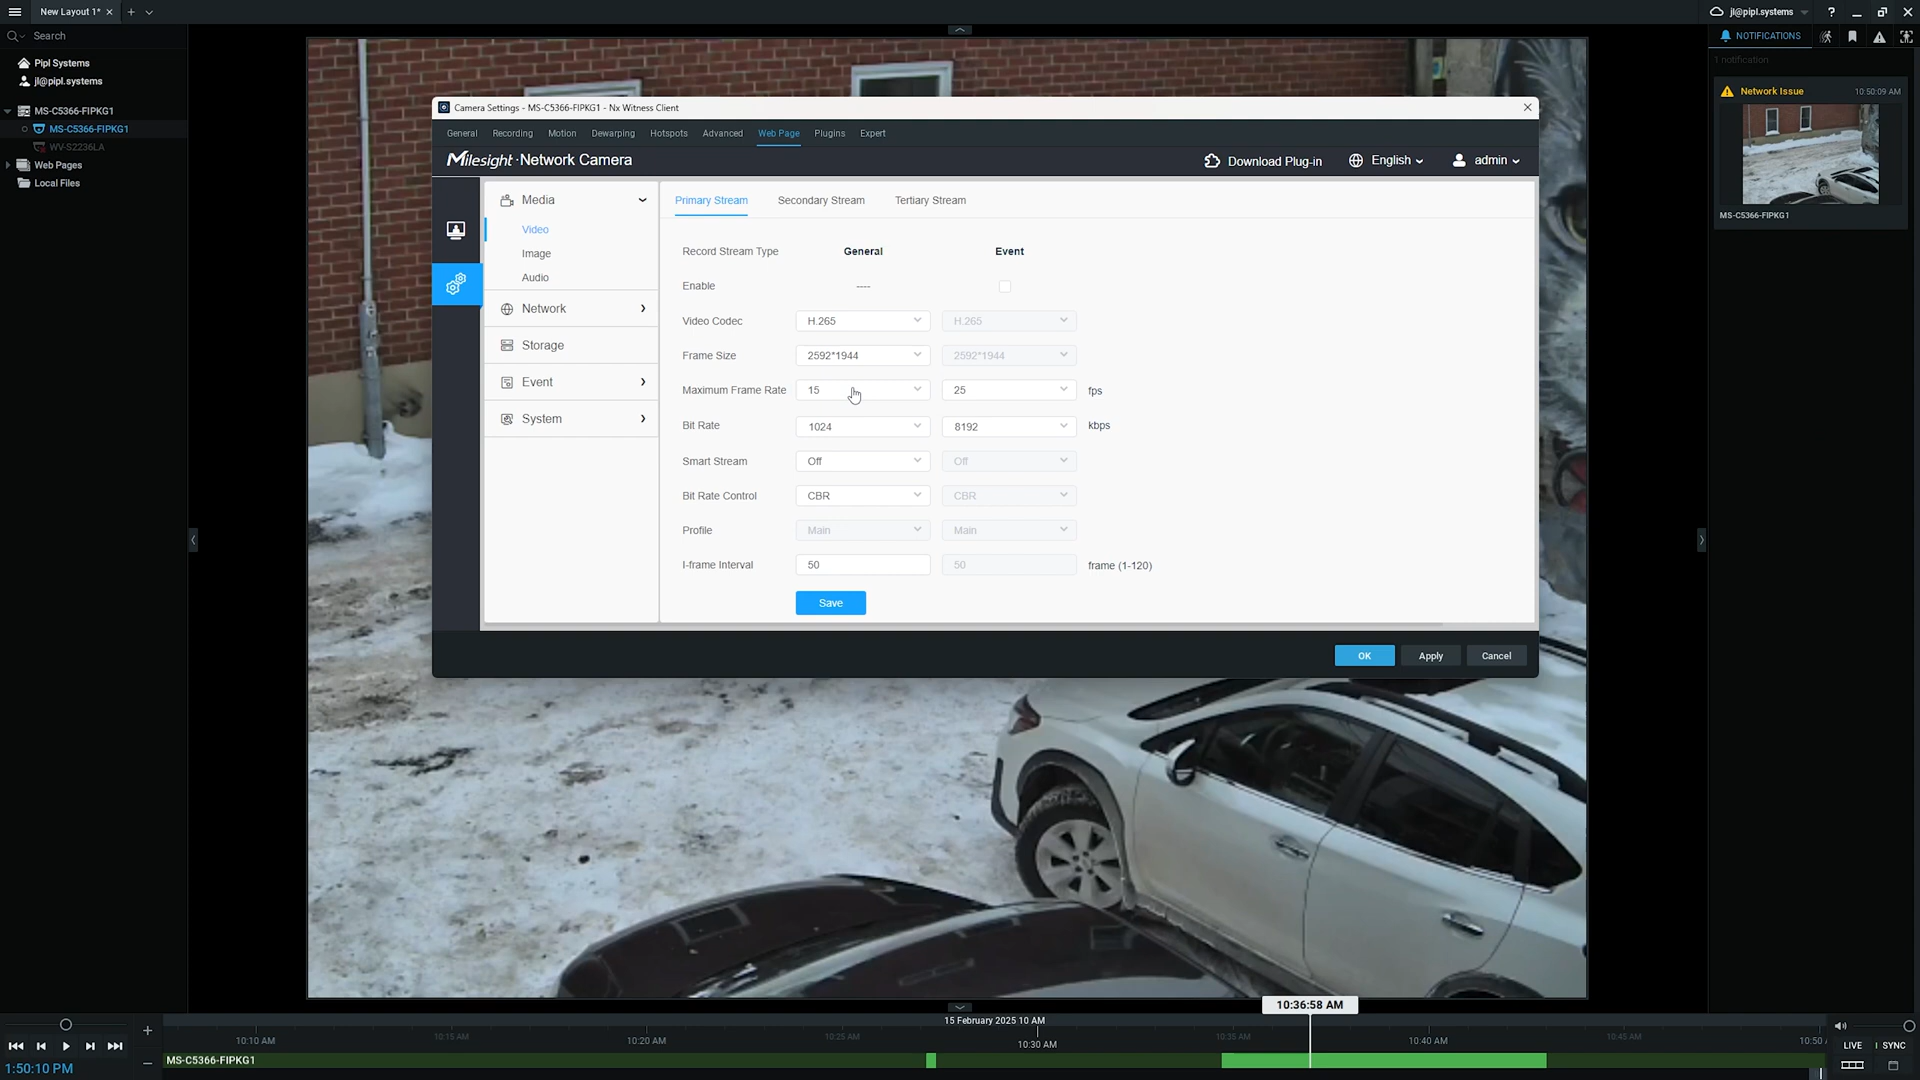 New Layout 1*
jl@pipl.systems
?
Search
NOTIFICATIONS
1 notification
Pipl Systems
jl@pipl.systems
MS-C5366-FIPKG1
MS-C5366-FIPKG1
WV-S2236LA
Web Pages
Local Files
Network Issue 10:50:09 AM
MS-C5366-FIPKG1
Camera Settings - MS-C5366-FIPKG1 - Nx Witness Client
General Recording Motion Dewarping Hotspots Advanced Web Page Plugins Expert
Milesight · Network Camera Download Plug-in English admin
Media
Video
Image
Audio
Network
Storage
Event
System
Primary Stream Secondary Stream Tertiary Stream
Record Stream Type General Event
Enable ----
Video Codec H.265 H.265
Frame Size 2592*1944 2592*1944
Maximum Frame Rate 15 25 fps
Bit Rate 1024 8192 kbps
Smart Stream Off Off
Bit Rate Control CBR CBR
Profile Main Main
I-frame Interval 50 50 frame (1-120)
Save
OK Apply Cancel
10:36:58 AM
15 February 2025 10 AM
10:10 AM 10:15 AM 10:20 AM 10:25 AM 10:30 AM 10:35 AM 10:40 AM 10:45 AM 10:50
MS-C5366-FIPKG1
1:50:10 PM
LIVE SYNC